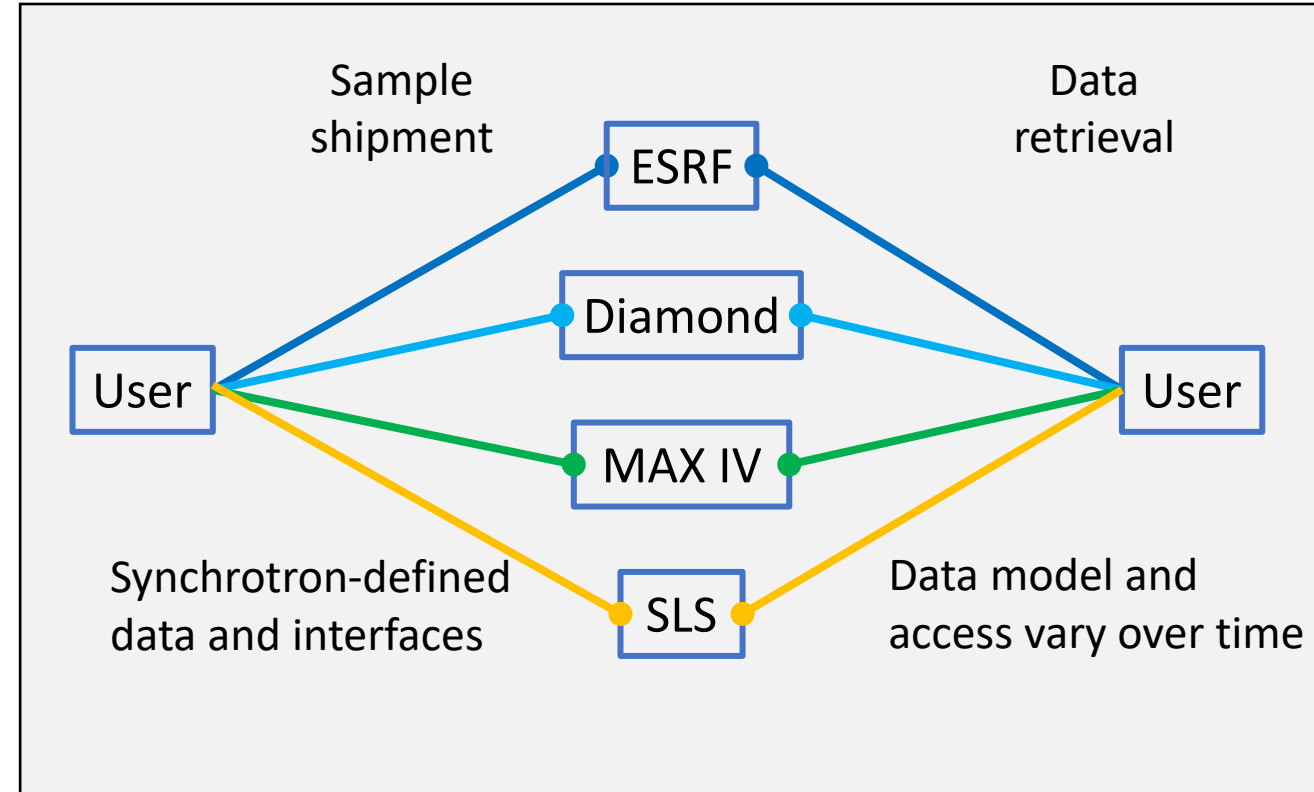 Sample
shipment
Data
retrieval
ESRF
Diamond
User
User
MAX IV
Synchrotron-defined
data and interfaces
SLS
Data model and
access vary over time